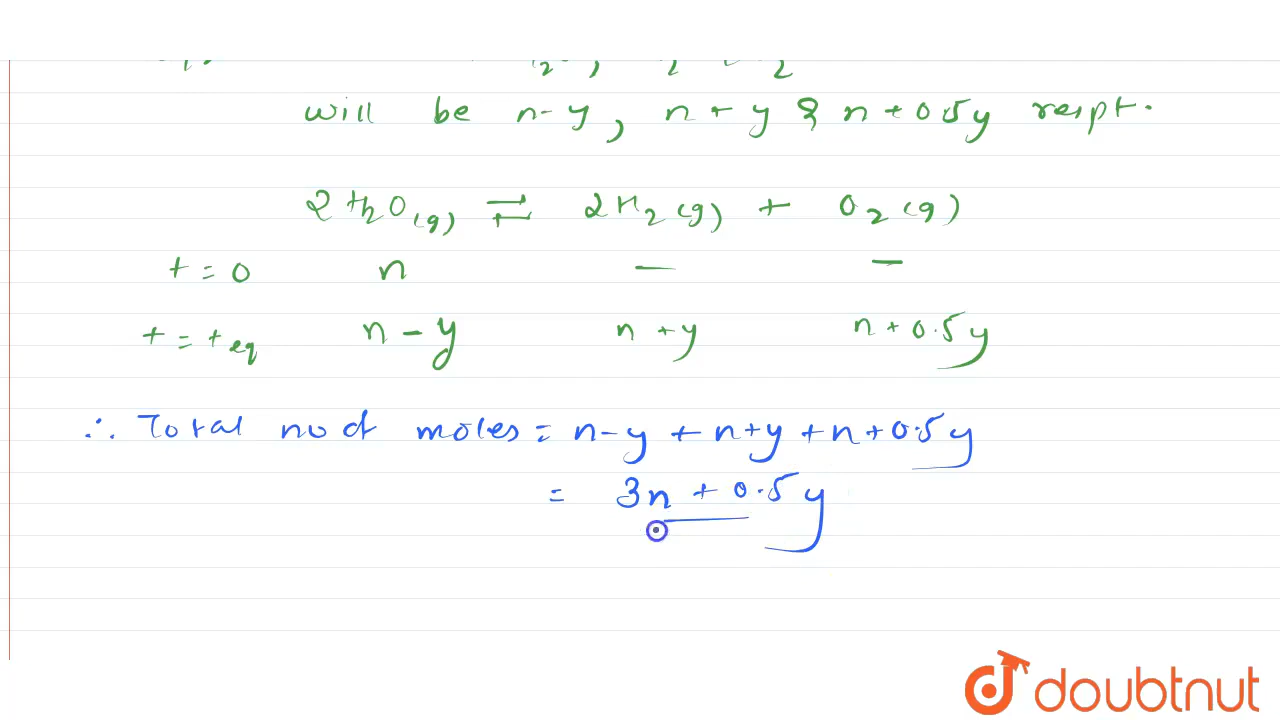 will be n-y, n + y & n + 0.5y respt.
2H₂O(g) ⇌ 2H₂(g) + O₂(g)
t = 0 n — —
t = teq n - y n + y n + 0.5y
∴ Total no of moles = n-y + n+y + n+0.5y
= 3n + 0.5y
doubtnut